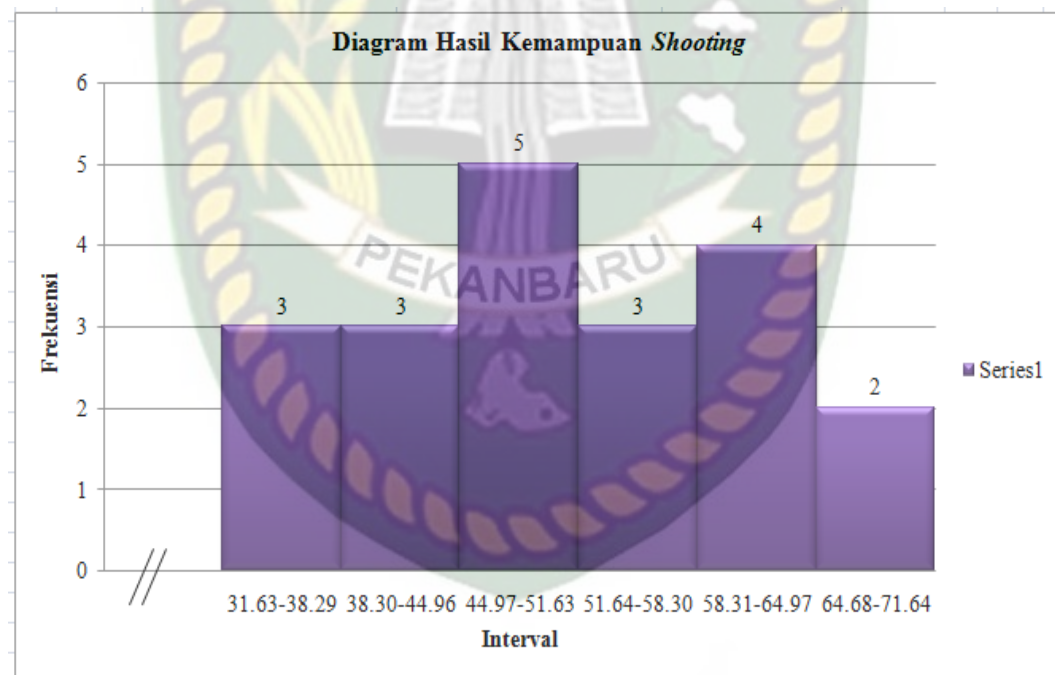 Diagram Hasil Kemampuan Shooting
6
5
4
3
2
1
0
Frekuensi
3
3
5
3
4
2
PEKANBARU
Series1
31.63-38.29 38.30-44.96 44.97-51.63 51.64-58.30 58.31-64.97 64.68-71.64
Interval